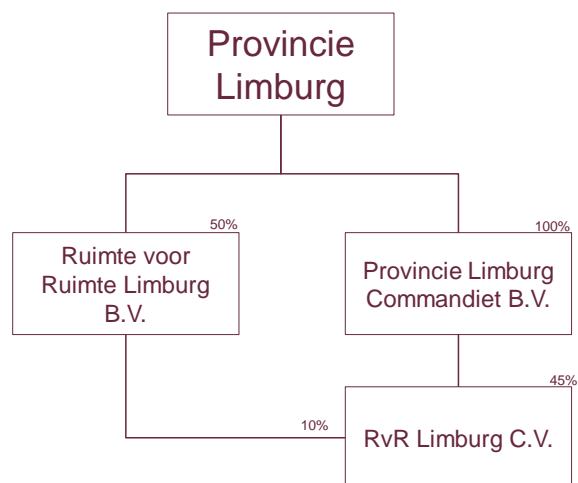 Provincie
Limburg
50%
Ruimte voor
Ruimte Limburg
B.V.
100%
Provincie Limburg
Commandiet B.V.
45%
10%
RvR Limburg C.V.